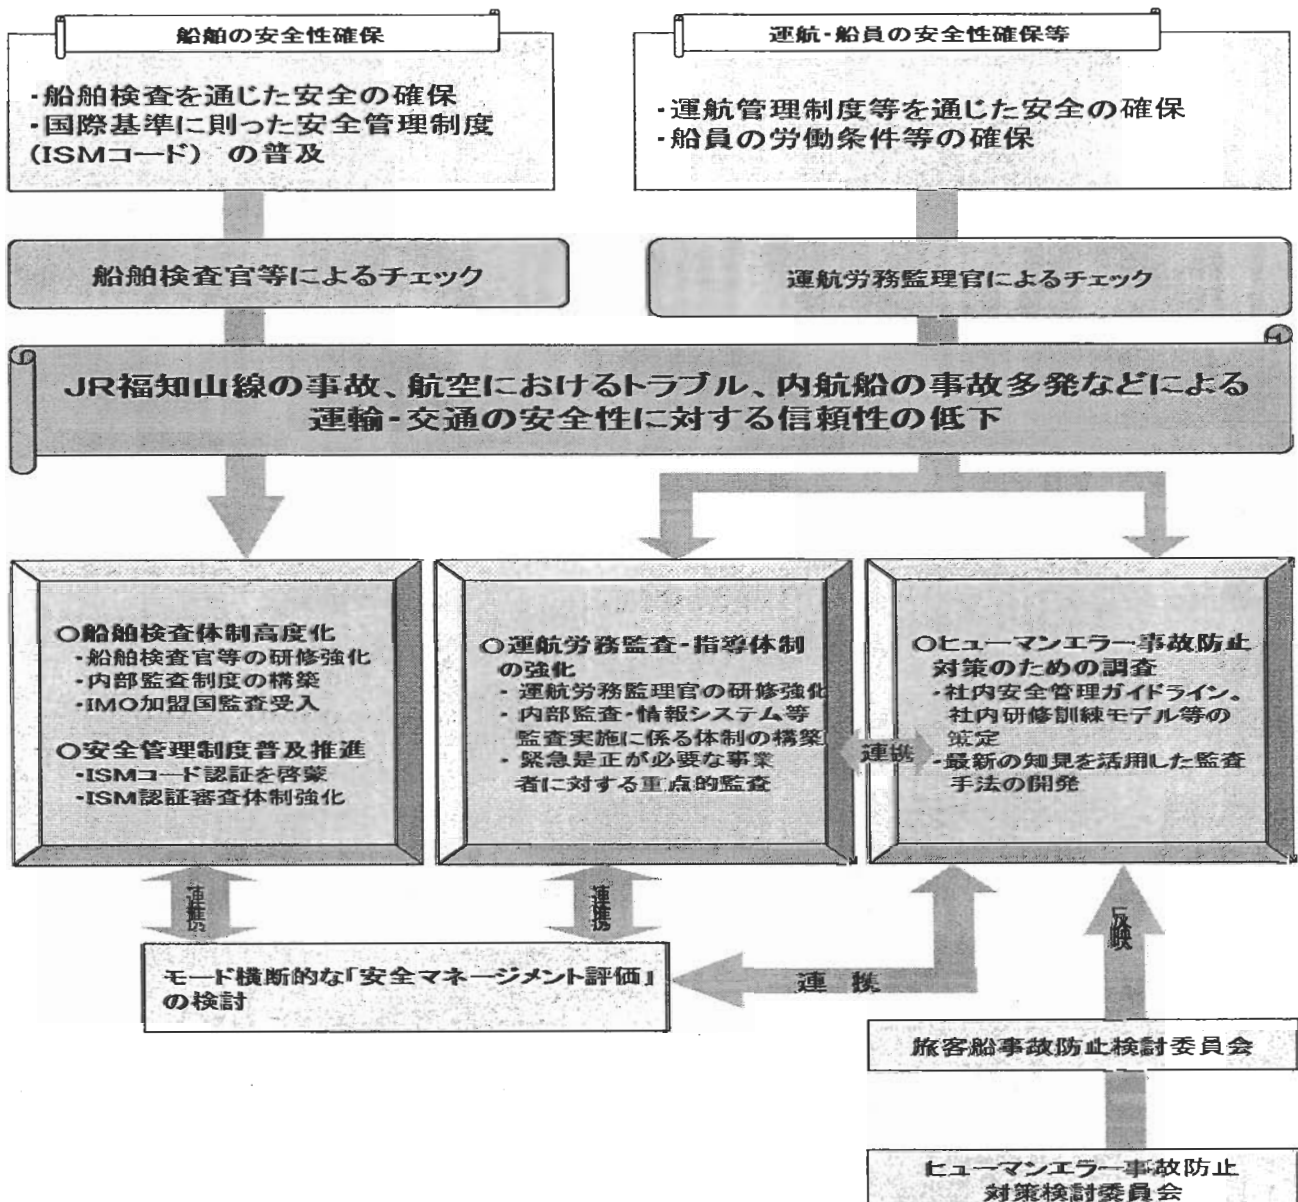 船舶の安全性確保
・船舶検査を通じた安全の確保
・国際基準に則った安全管理制度
(ISMコード) の普及
運航・船員の安全性確保等
・運航管理制度等を通じた安全の確保
・船員の労働条件等の確保
船舶検査官等によるチェック
運航労務監理官によるチェック
JR福知山線の事故、航空におけるトラブル、内航船の事故多発などによる
運輸・交通の安全性に対する信頼性の低下
○船舶検査体制高度化
・船舶検査官等の研修強化
・内部監査制度の構築
・IMO加盟国監査受入
○安全管理制度普及推進
・ISMコード認証を啓蒙
・ISM認証審査体制強化
○運航労務監査・指導体制
の強化
・運航労務監理官の研修強化
・内部監査・情報システム等
監査実施に係る体制の構築
・緊急是正が必要な事業
者に対する重点的監査
連携
○ヒューマンエラー事故防止
対策のための調査
・社内安全管理ガイドライン。
社内研修訓練モデル等の
策定
・最新の知見を活用した監査
手法の開発
連携
連携
反映
モード横断的な「安全マネージメント評価」
の検討
連 携
旅客船事故防止検討委員会
ヒューマンエラー事故防止
対策検討委員会